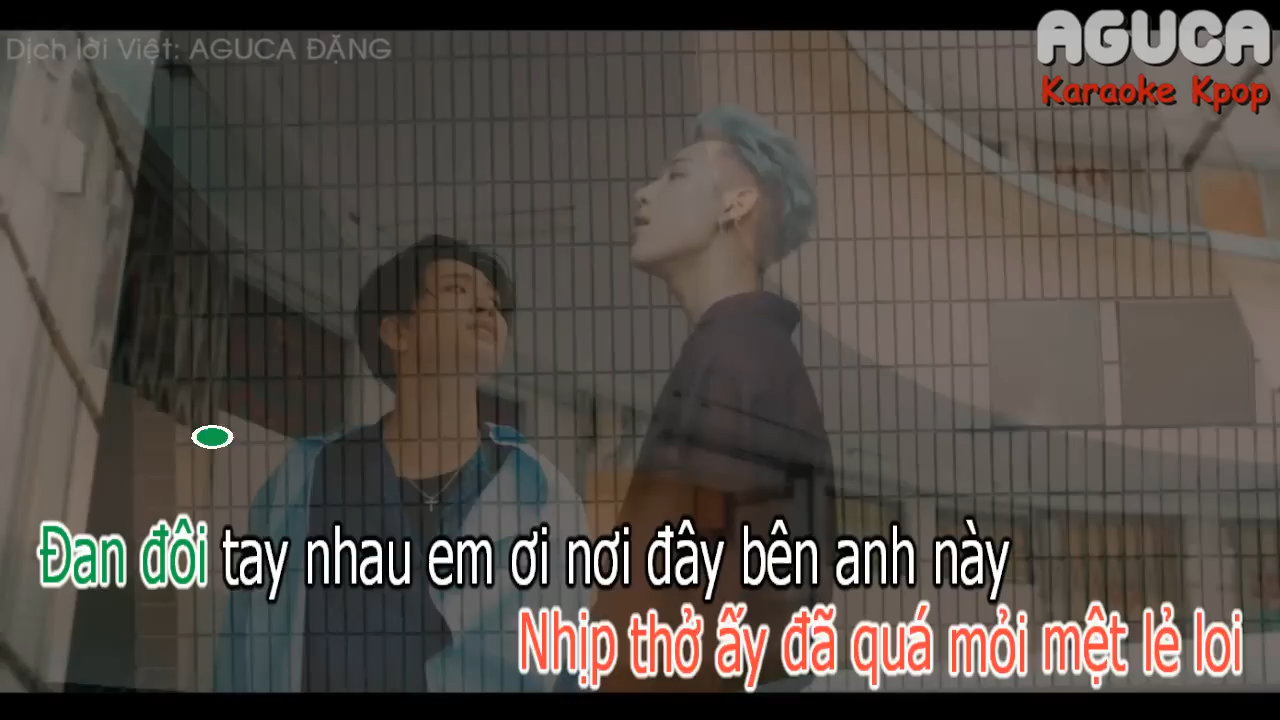 Dịch lời Việt: AGUCA ĐẶNG
AGUCA
Karaoke Kpop
Đan đôi tay nhau em ơi nơi đây bên anh này
Nhịp thở ấy đã quá mỏi mệt lẻ loi